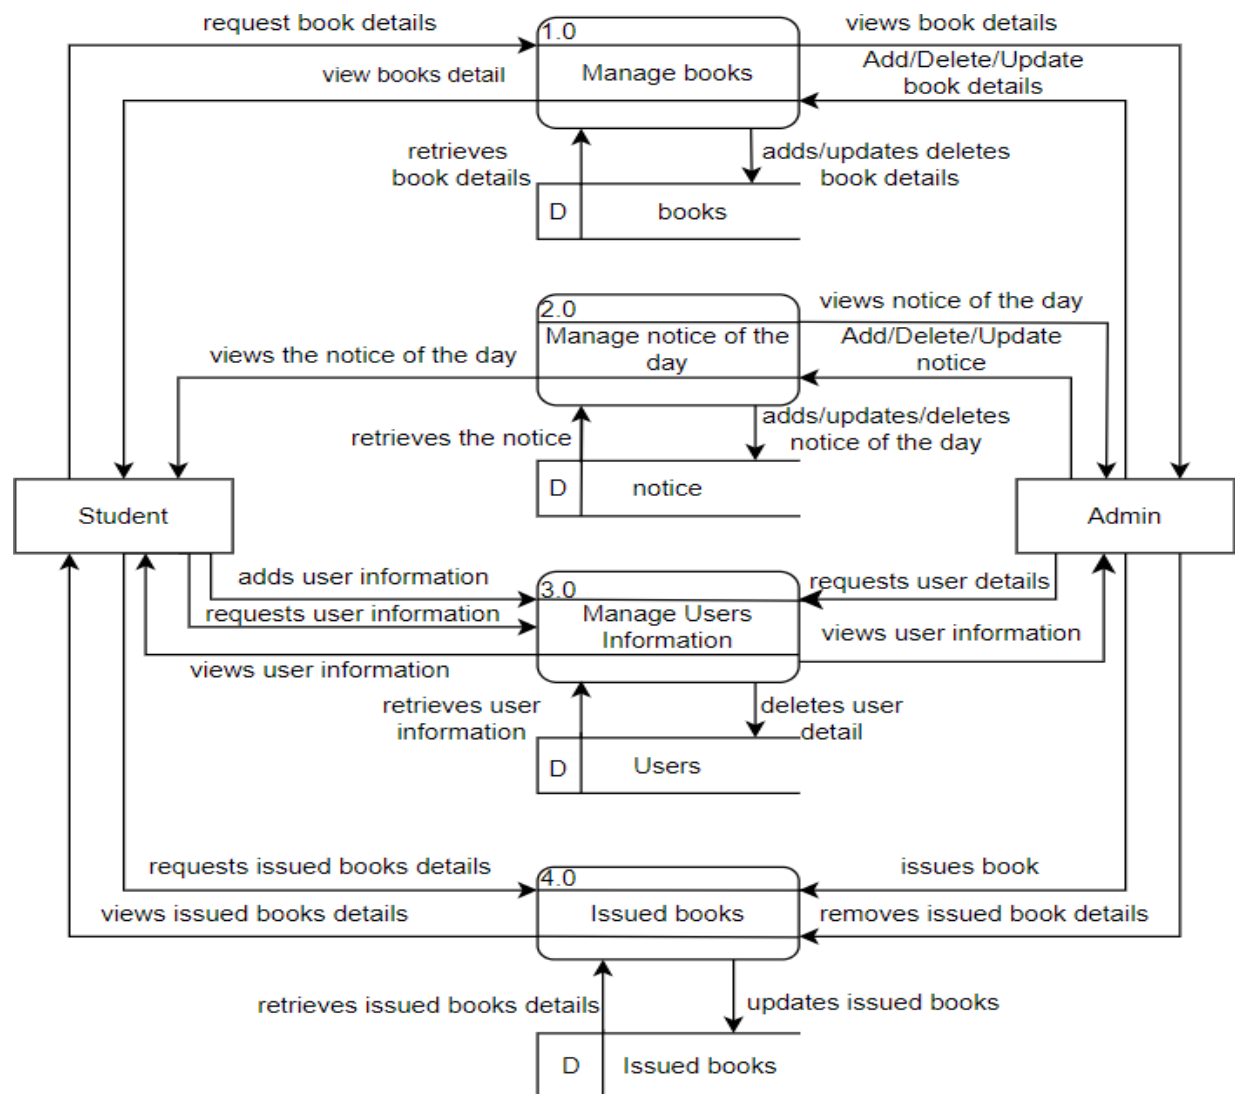 request book details
1.0
views book details
view books detail
Manage books
Add/Delete/Update
book details
retrieves
book details
adds/updates deletes
book details
D
books
2.0
views notice of the day
views the notice of the day
Manage notice of the
day
Add/Delete/Update
notice
retrieves the notice
adds/updates/deletes
notice of the day
D
notice
Student
Admin
adds user information
3.0
requests user details
requests user information
Manage Users
Information
views user information
views user information
retrieves user
information
deletes user
detail
D
Users
requests issued books details
4.0
issues book
views issued books details
Issued books
removes issued book details
retrieves issued books details
updates issued books
D
Issued books